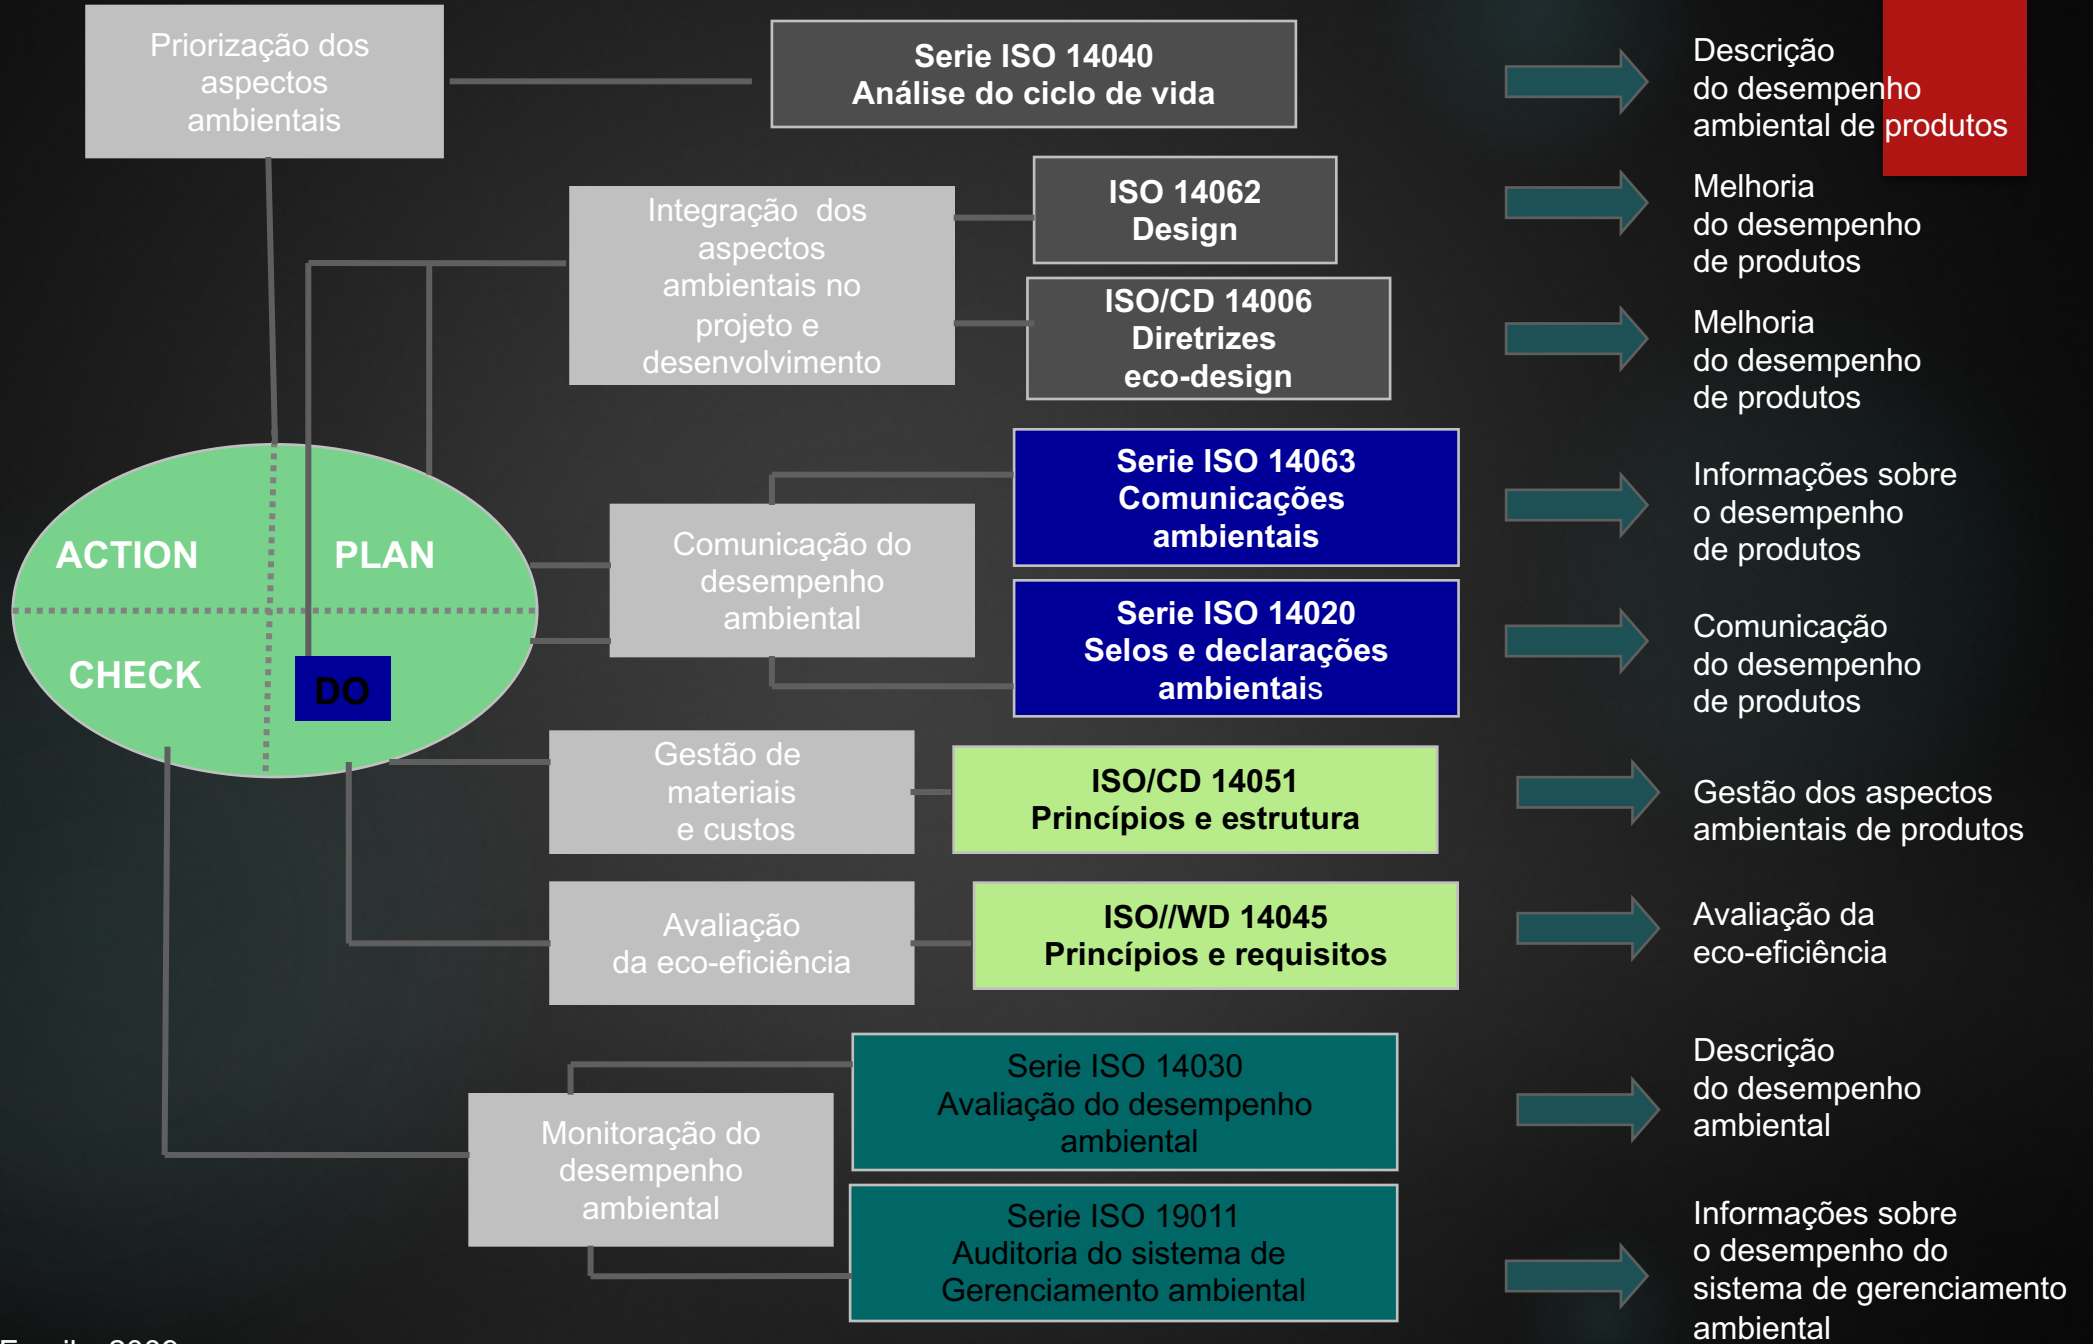 Priorização dos
aspectos
ambientais
Serie ISO 14040
Análise do ciclo de vida
Descrição
do desempenho
ambiental de produtos
Integração dos
aspectos
ambientais no
projeto e
desenvolvimento
ISO 14062
Design
Melhoria
do desempenho
de produtos
ISO/CD 14006
Diretrizes
eco-design
Melhoria
do desempenho
de produtos
ACTION
PLAN
CHECK
DO
Comunicação do
desempenho
ambiental
Serie ISO 14063
Comunicações
ambientais
Informações sobre
o desempenho
de produtos
Serie ISO 14020
Selos e declarações
ambientais
Comunicação
do desempenho
de produtos
Gestão de
materiais
e custos
ISO/CD 14051
Princípios e estrutura
Gestão dos aspectos
ambientais de produtos
Avaliação
da eco-eficiência
ISO//WD 14045
Princípios e requisitos
Avaliação da
eco-eficiência
Monitoração do
desempenho
ambiental
Serie ISO 14030
Avaliação do desempenho
ambiental
Descrição
do desempenho
ambiental
Serie ISO 19011
Auditoria do sistema de
Gerenciamento ambiental
Informações sobre
o desempenho do
sistema de gerenciamento
ambiental